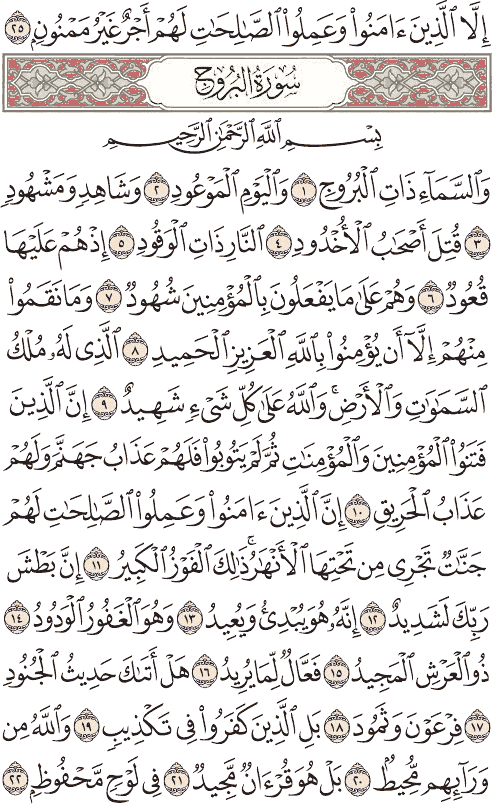 إِلَّا ٱلَّذِينَ ءَامَنُوا۟ وَعَمِلُوا۟ ٱلصَّـٰلِحَـٰتِ لَهُمْ أَجْرٌ غَيْرُ مَمْنُونٍۭ ٢٥
سُورَةُ البُرُوجِ
بِسْمِ ٱللَّهِ ٱلرَّحْمَـٰنِ ٱلرَّحِيمِ
وَٱلسَّمَآءِ ذَاتِ ٱلْبُرُوجِ ١ وَٱلْيَوْمِ ٱلْمَوْعُودِ ٢ وَشَاهِدٍ وَمَشْهُودٍ
٣ قُتِلَ أَصْحَـٰبُ ٱلْأُخْدُودِ ٤ ٱلنَّارِ ذَاتِ ٱلْوَقُودِ ٥ إِذْ هُمْ عَلَيْهَا
قُعُودٌ ٦ وَهُمْ عَلَىٰ مَا يَفْعَلُونَ بِٱلْمُؤْمِنِينَ شُهُودٌ ٧ وَمَا نَقَمُوا۟
مِنْهُمْ إِلَّآ أَن يُؤْمِنُوا۟ بِٱللَّهِ ٱلْعَزِيزِ ٱلْحَمِيدِ ٨ ٱلَّذِى لَهُۥ مُلْكُ
ٱلسَّمَـٰوَٰتِ وَٱلْأَرْضِ ۚ وَٱللَّهُ عَلَىٰ كُلِّ شَىْءٍ شَهِيدٌ ٩ إِنَّ ٱلَّذِينَ
فَتَنُوا۟ ٱلْمُؤْمِنِينَ وَٱلْمُؤْمِنَـٰتِ ثُمَّ لَمْ يَتُوبُوا۟ فَلَهُمْ عَذَابُ جَهَنَّمَ وَلَهُمْ
عَذَابُ ٱلْحَرِيقِ ١٠ إِنَّ ٱلَّذِينَ ءَامَنُوا۟ وَعَمِلُوا۟ ٱلصَّـٰلِحَـٰتِ لَهُمْ
جَنَّـٰتٌ تَجْرِى مِن تَحْتِهَا ٱلْأَنْهَـٰرُ ۚ ذَٰلِكَ ٱلْفَوْزُ ٱلْكَبِيرُ ١١ إِنَّ بَطْشَ
رَبِّكَ لَشَدِيدٌ ١٢ إِنَّهُۥ هُوَ يُبْدِئُ وَيُعِيدُ ١٣ وَهُوَ ٱلْغَفُورُ ٱلْوَدُودُ ١٤
ذُو ٱلْعَرْشِ ٱلْمَجِيدُ ١٥ فَعَّالٌ لِّمَا يُرِيدُ ١٦ هَلْ أَتَىٰكَ حَدِيثُ ٱلْجُنُودِ
١٧ فِرْعَوْنَ وَثَمُودَ ١٨ بَلِ ٱلَّذِينَ كَفَرُوا۟ فِى تَكْذِيبٍ ١٩ وَٱللَّهُ مِن
وَرَآئِهِم مُّحِيطٌۢ ٢٠ بَلْ هُوَ قُرْءَانٌ مَّجِيدٌ ٢١ فِى لَوْحٍ مَّحْفُوظٍۭ ٢٢